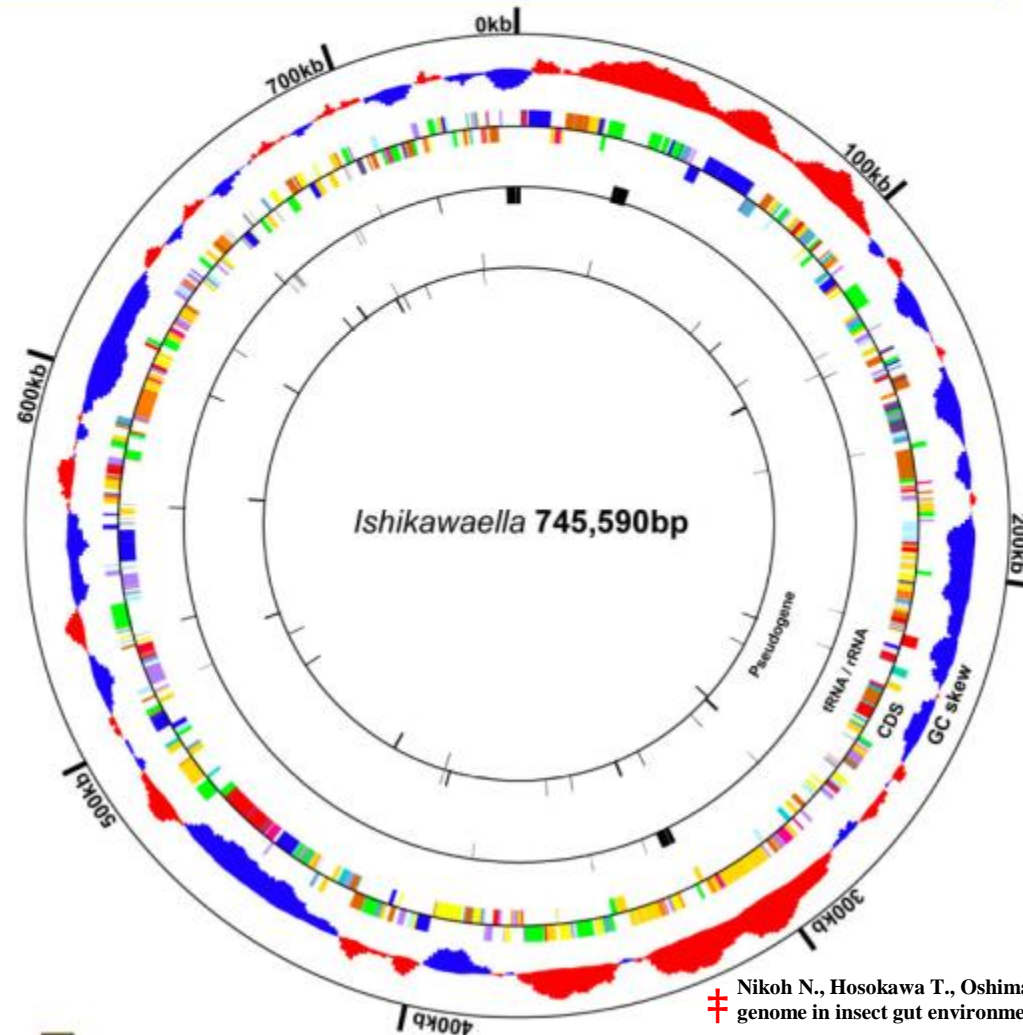 0kb
100kb
200kb
300kb
400kb
500kb
600kb
700kb
Ishikawaella 745,590bp
Pseudogene
tRNA / rRNA
CDS
GC skew
‡ Nikoh N., Hosokawa T., Oshima
genome in insect gut environme